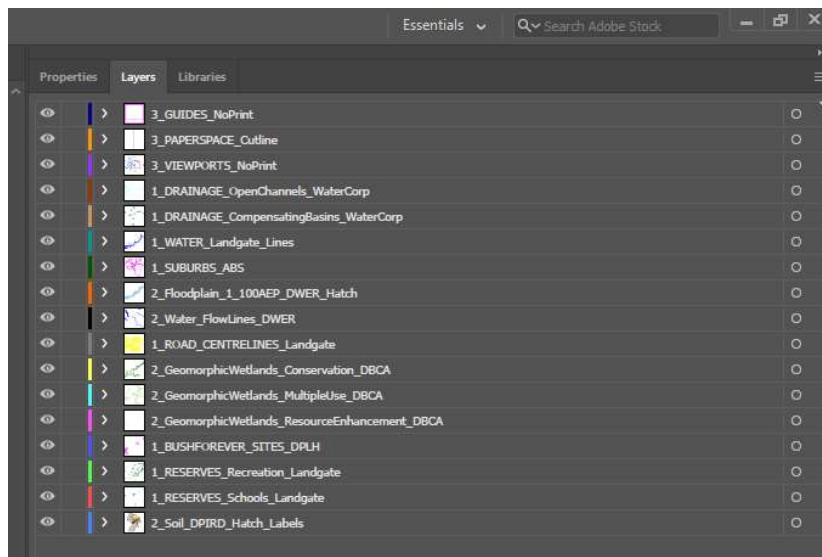 Essentials
Search Adobe Stock
Properties Layers Libraries
3_GUIDES_NoPrint
3_PAPERSPACE_Cutline
3_VIEWPORTS_NoPrint
1_DRAINAGE_OpenChannels_WaterCorp
1_DRAINAGE_CompensatingBasins_WaterCorp
1_WATER_Landgate_Lines
1_SUBURBS_ABS
2_Floodplain_1_100AEP_DWER_Hatch
2_Water_FlowLines_DWER
1_ROAD_CENTRELINES_Landgate
2_GeomorphicWetlands_Conservation_DBCA
2_GeomorphicWetlands_MultipleUse_DBCA
2_GeomorphicWetlands_ResourceEnhancement_DBCA
1_BUSHFOREVER_SITES_DPLH
1_RESERVES_Recreation_Landgate
1_RESERVES_Schools_Landgate
2_Soil_DPIRD_Hatch_Labels